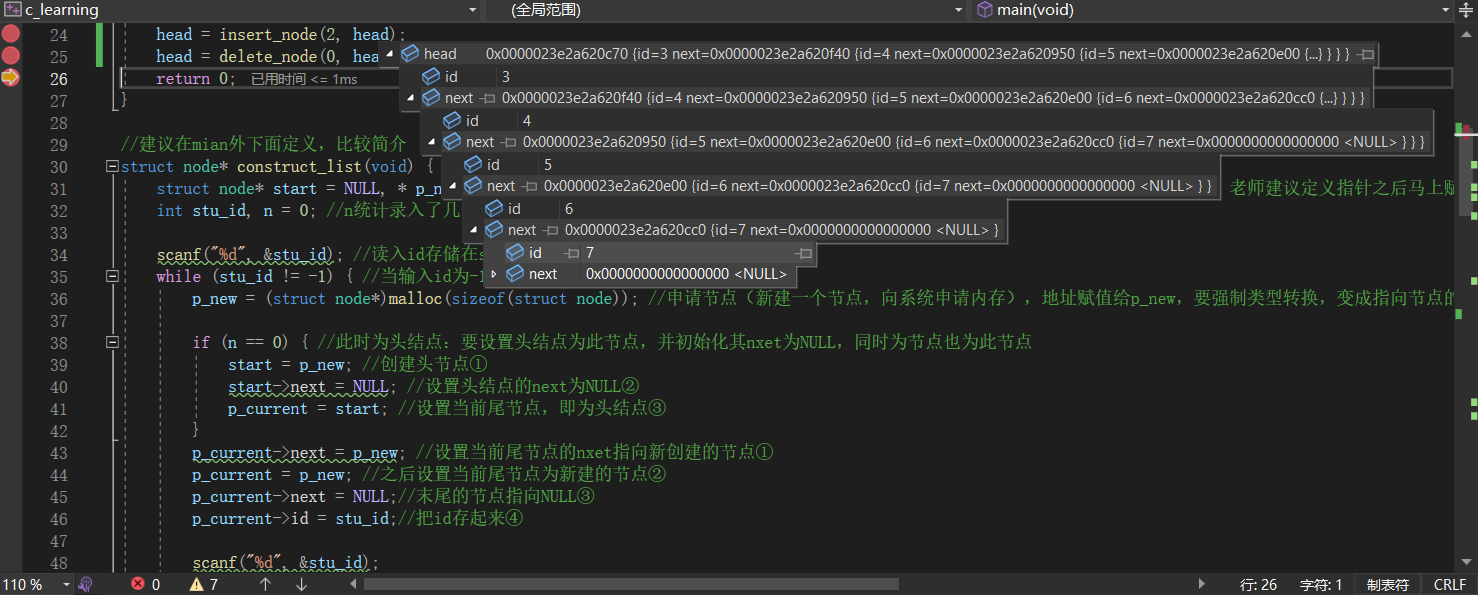 c_learning (全局范围) main(void)
24 head = insert_node(2, head);
25 head = delete_node(0, hea
head 0x0000023e2a620c70 {id=3 next=0x0000023e2a620f40 {id=4 next=0x0000023e2a620950 {id=5 next=0x0000023e2a620e00 {...} } } }
26 return 0; 已用时间 <= 1ms
id 3
27 }
next 0x0000023e2a620f40 {id=4 next=0x0000023e2a620950 {id=5 next=0x0000023e2a620e00 {id=6 next=0x0000023e2a620cc0 {...} } } }
28
id 4
29 //建议在mian外下面定义，比较简介
next 0x0000023e2a620950 {id=5 next=0x0000023e2a620e00 {id=6 next=0x0000023e2a620cc0 {id=7 next=0x0000000000000000 <NULL> } } }
30 struct node* construct_list(void) {
id 5
31 struct node* start = NULL, * p_n
next 0x0000023e2a620e00 {id=6 next=0x0000023e2a620cc0 {id=7 next=0x0000000000000000 <NULL> } }
老师建议定义指针之后马上赋
32 int stu_id, n = 0; //n统计录入了几
id 6
33
next 0x0000023e2a620cc0 {id=7 next=0x0000000000000000 <NULL> }
34 scanf("%d", &stu_id); //读入id存储在s
id 7
35 while (stu_id != -1) { //当输入id为-1
next 0x0000000000000000 <NULL>
36 p_new = (struct node*)malloc(sizeof(struct node)); //申请节点（新建一个节点，向系统申请内存），地址赋值给p_new，要强制类型转换，变成指向节点的
37
38 if (n == 0) { //此时为头结点：要设置头结点为此节点，并初始化其nxet为NULL，同时为节点也为此节点
39 start = p_new; //创建头节点①
40 start->next = NULL; //设置头结点的next为NULL②
41 p_current = start; //设置当前尾节点，即为头结点③
42 }
43 p_current->next = p_new; //设置当前尾节点的nxet指向新创建的节点①
44 p_current = p_new; //之后设置当前尾节点为新建的节点②
45 p_current->next = NULL;//末尾的节点指向NULL③
46 p_current->id = stu_id;//把id存起来④
47
48 scanf("%d", &stu_id);
110 % 0 7 行: 26 字符: 1 制表符 CRLF